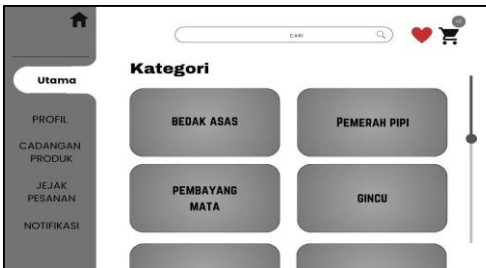 CARI
Utama
Kategori
BEDAK ASAS
PEMERAH PIPI
PROFIL
CADANGAN
PRODUK
PEMBAYANG
MATA
GINCU
JEJAK
PESANAN
NOTIFIKASI